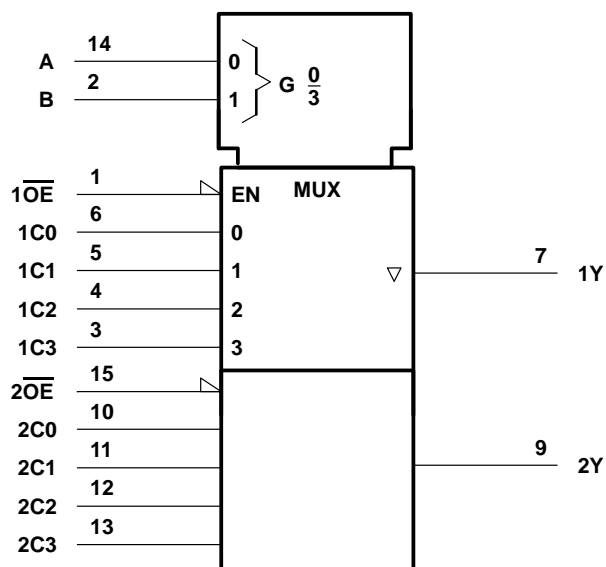 A 14 0
B 2 1
G 0/3
MUX
1OE 1 EN
1C0 6 0
1C1 5 1
1C2 4 2
1C3 3 3
7 1Y
2OE 15
2C0 10
2C1 11
2C2 12
2C3 13
9 2Y